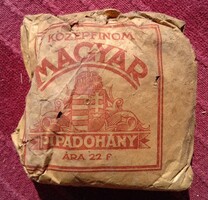 KÖZÉPFINOM
MAGYAR
PIPADOHÁNY
ÁRA 22 f